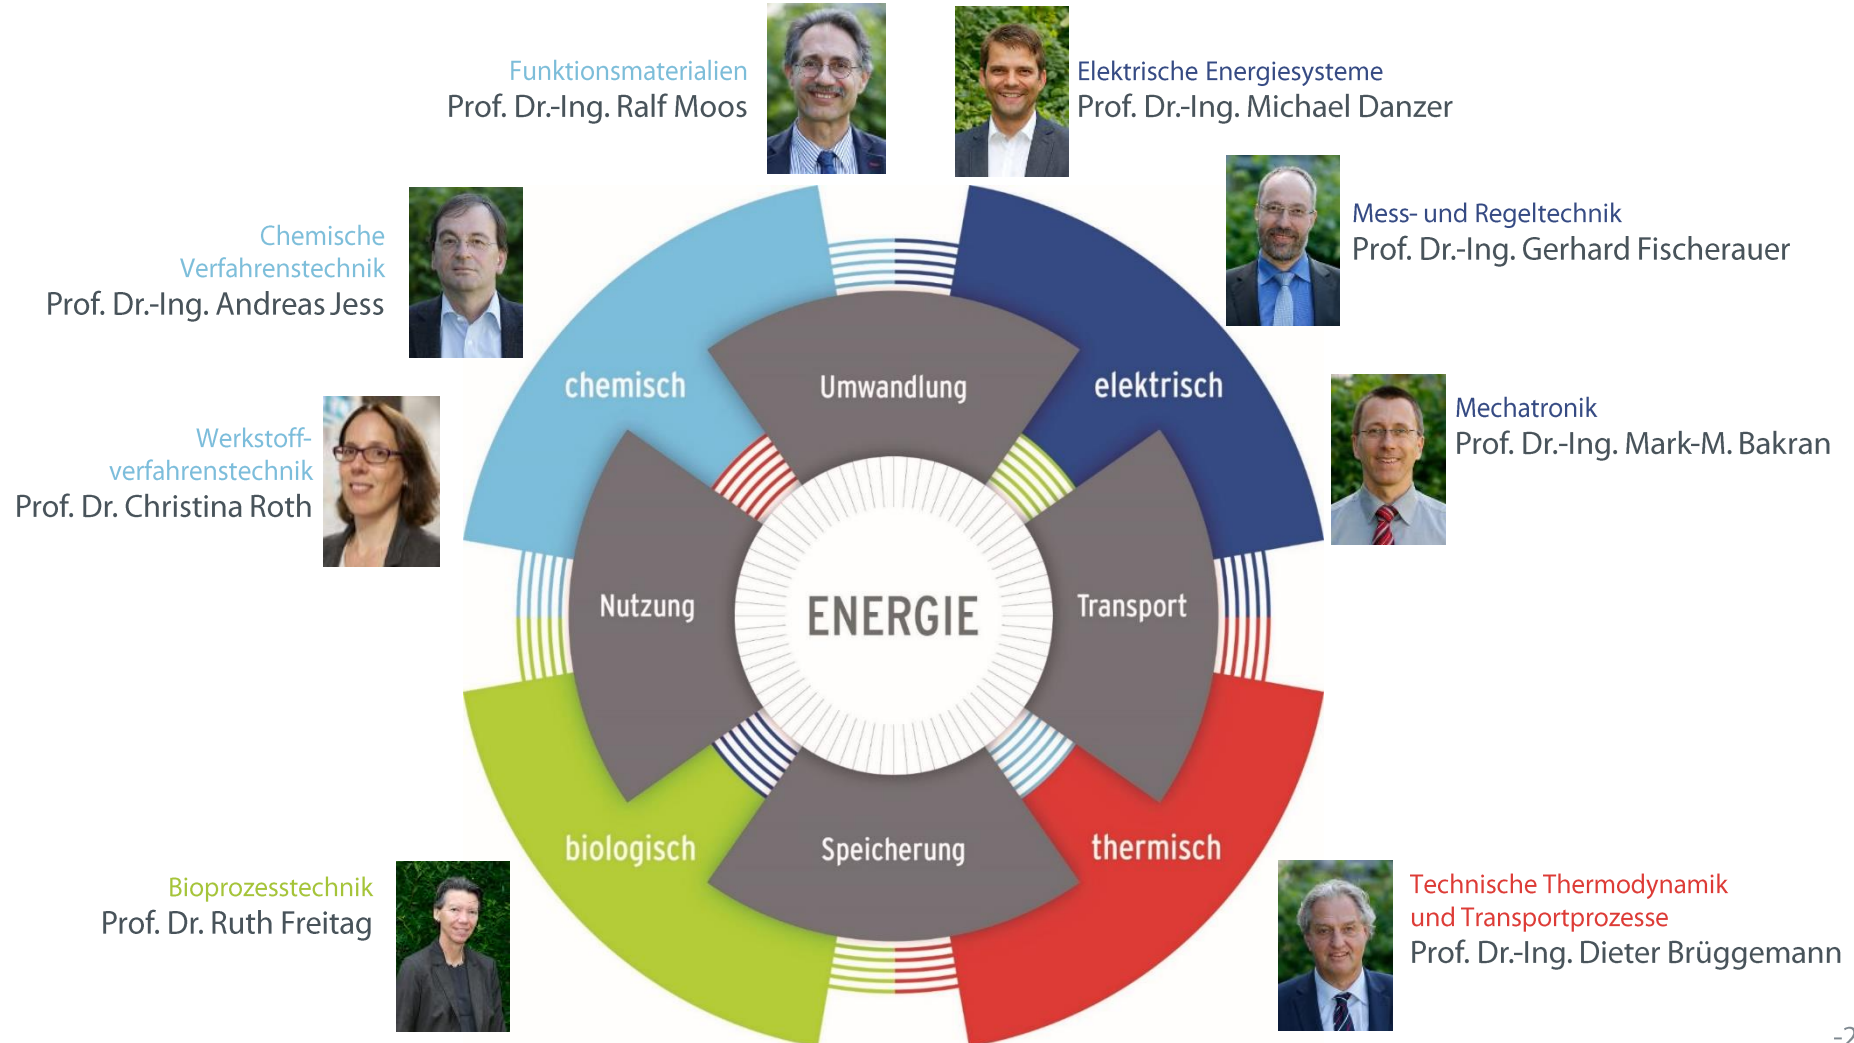 Funktionsmaterialien
Prof. Dr.-Ing. Ralf Moos
Elektrische Energiesysteme
Prof. Dr.-Ing. Michael Danzer
Chemische
Verfahrenstechnik
Prof. Dr.-Ing. Andreas Jess
Mess- und Regeltechnik
Prof. Dr.-Ing. Gerhard Fischerauer
Werkstoff-
verfahrenstechnik
Prof. Dr. Christina Roth
Mechatronik
Prof. Dr.-Ing. Mark-M. Bakran
chemisch
Umwandlung
elektrisch
Nutzung
ENERGIE
Transport
biologisch
Speicherung
thermisch
Bioprozesstechnik
Prof. Dr. Ruth Freitag
Technische Thermodynamik
und Transportprozesse
Prof. Dr.-Ing. Dieter Brüggemann
-2